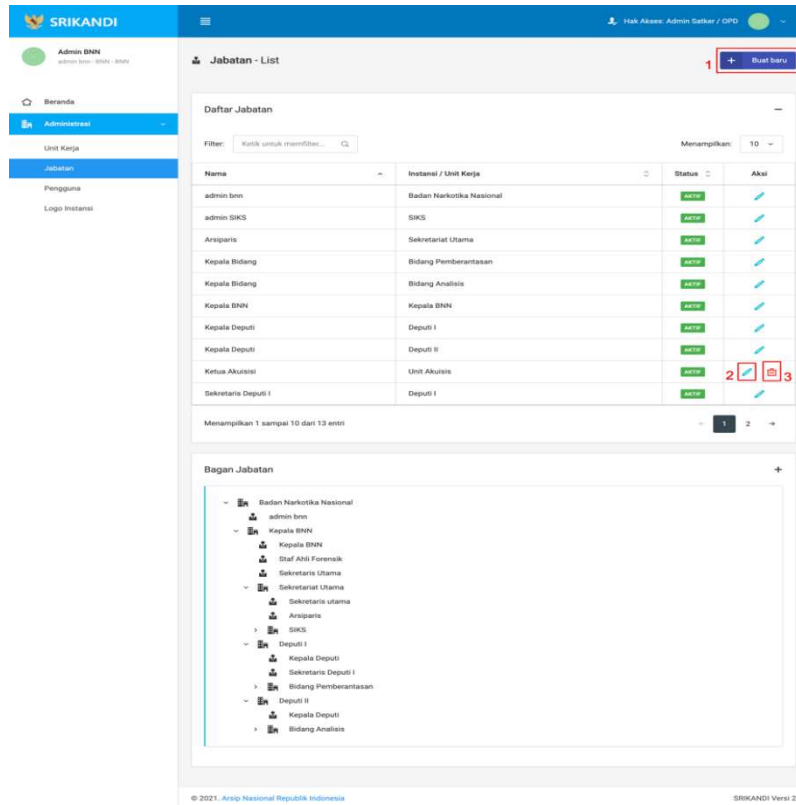 SRIKANDI
Hak Akses: Admin Satker / OPD
Admin BNN
admin bnn - BNN - BNN
Jabatan - List
1
+ Buat baru
Beranda
Administrasi
Unit Kerja
Jabatan
Pengguna
Logo Instansi
Daftar Jabatan
Filter: Ketik untuk memfilter... Menampilkan: 10
Nama Instansi / Unit Kerja Status Aksi
admin bnn Badan Narkotika Nasional AKTIF
admin SIKS SIKS AKTIF
Arsiparis Sekretariat Utama AKTIF
Kepala Bidang Bidang Pemberantasan AKTIF
Kepala Bidang Bidang Analisis AKTIF
Kepala BNN Kepala BNN AKTIF
Kepala Deputi Deputi I AKTIF
Kepala Deputi Deputi II AKTIF
Ketua Akuisisi Unit Akuisis AKTIF 2 3
Sekretaris Deputi I Deputi I AKTIF
Menampilkan 1 sampai 10 dari 13 entri ← 1 2 →
Bagan Jabatan
Badan Narkotika Nasional
admin bnn
Kepala BNN
Kepala BNN
Staf Ahli Forensik
Sekretaris Utama
Sekretariat Utama
Sekretaris utama
Arsiparis
SIKS
Deputi I
Kepala Deputi
Sekretaris Deputi I
Bidang Pemberantasan
Deputi II
Kepala Deputi
Bidang Analisis
© 2021. Arsip Nasional Republik Indonesia SRIKANDI Versi 2